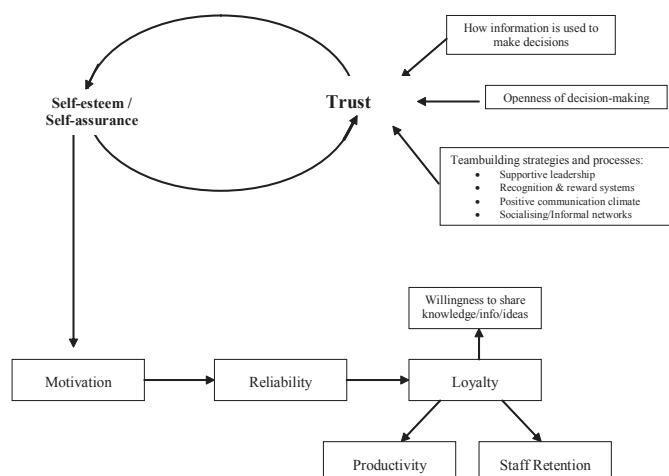 How information is used to
make decisions
Self-esteem /
Self-assurance
Trust
Openness of decision-making
Teambuilding strategies and processes:
• Supportive leadership
• Recognition & reward systems
• Positive communication climate
• Socialising/Informal networks
Willingness to share
knowledge/info/ideas
Motivation
Reliability
Loyalty
Productivity
Staff Retention